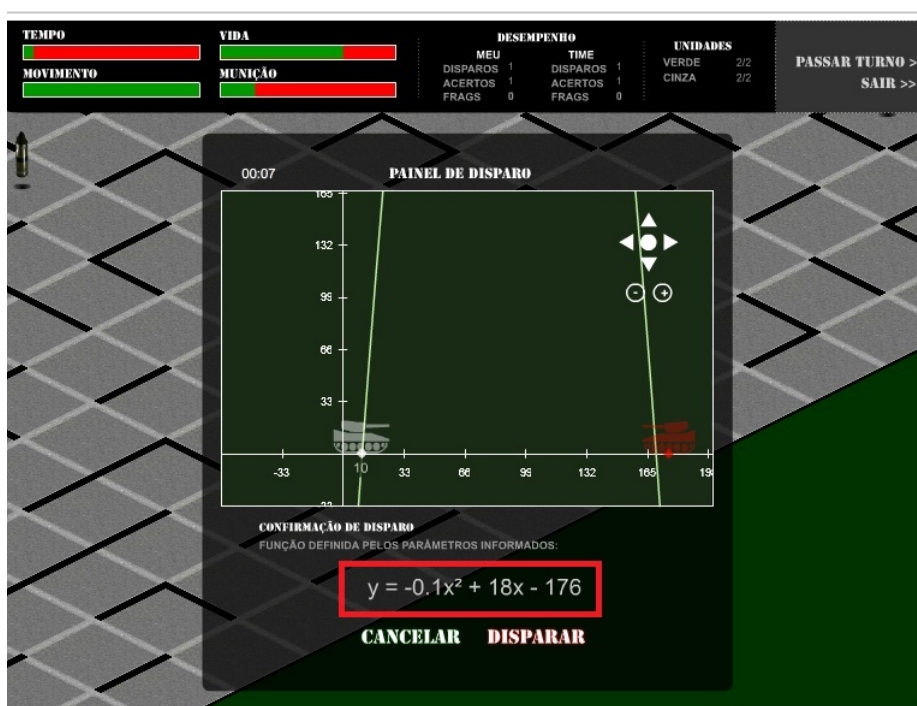 TEMPO
VIDA
MOVIMENTO
MUNIÇÃO
DESEMPENHO
MEU TIME
DISPAROS 1 DISPAROS 1
ACERTOS 1 ACERTOS 1
FRAGS 0 FRAGS 0
UNIDADES
VERDE 2/2
CINZA 2/2
PASSAR TURNO >
SAIR >>
00:07 PAINEL DE DISPARO
165
132
99
66
33
-33 10 33 66 99 132 165
CONFIRMAÇÃO DE DISPARO
FUNÇÃO DEFINIDA PELOS PARÂMETROS INFORMADOS:
y = -0.1x² + 18x - 176
CANCELAR DISPARAR